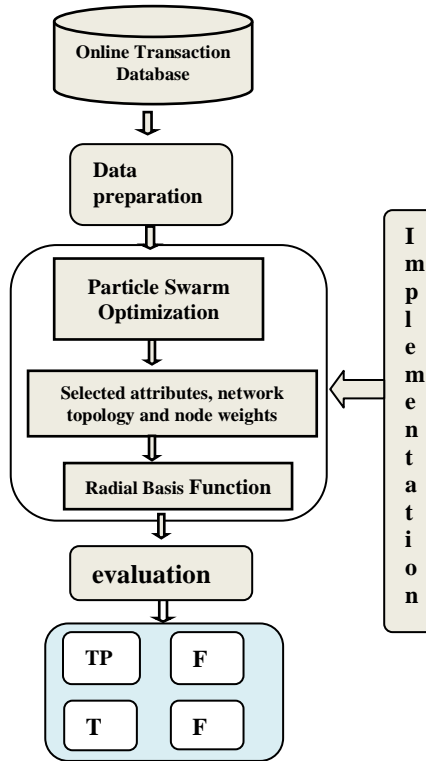 Online Transaction
Database
Data
preparation
Particle Swarm
Optimization
Selected attributes, network
topology and node weights
Radial Basis Function
evaluation
TP F
T F
Implementation